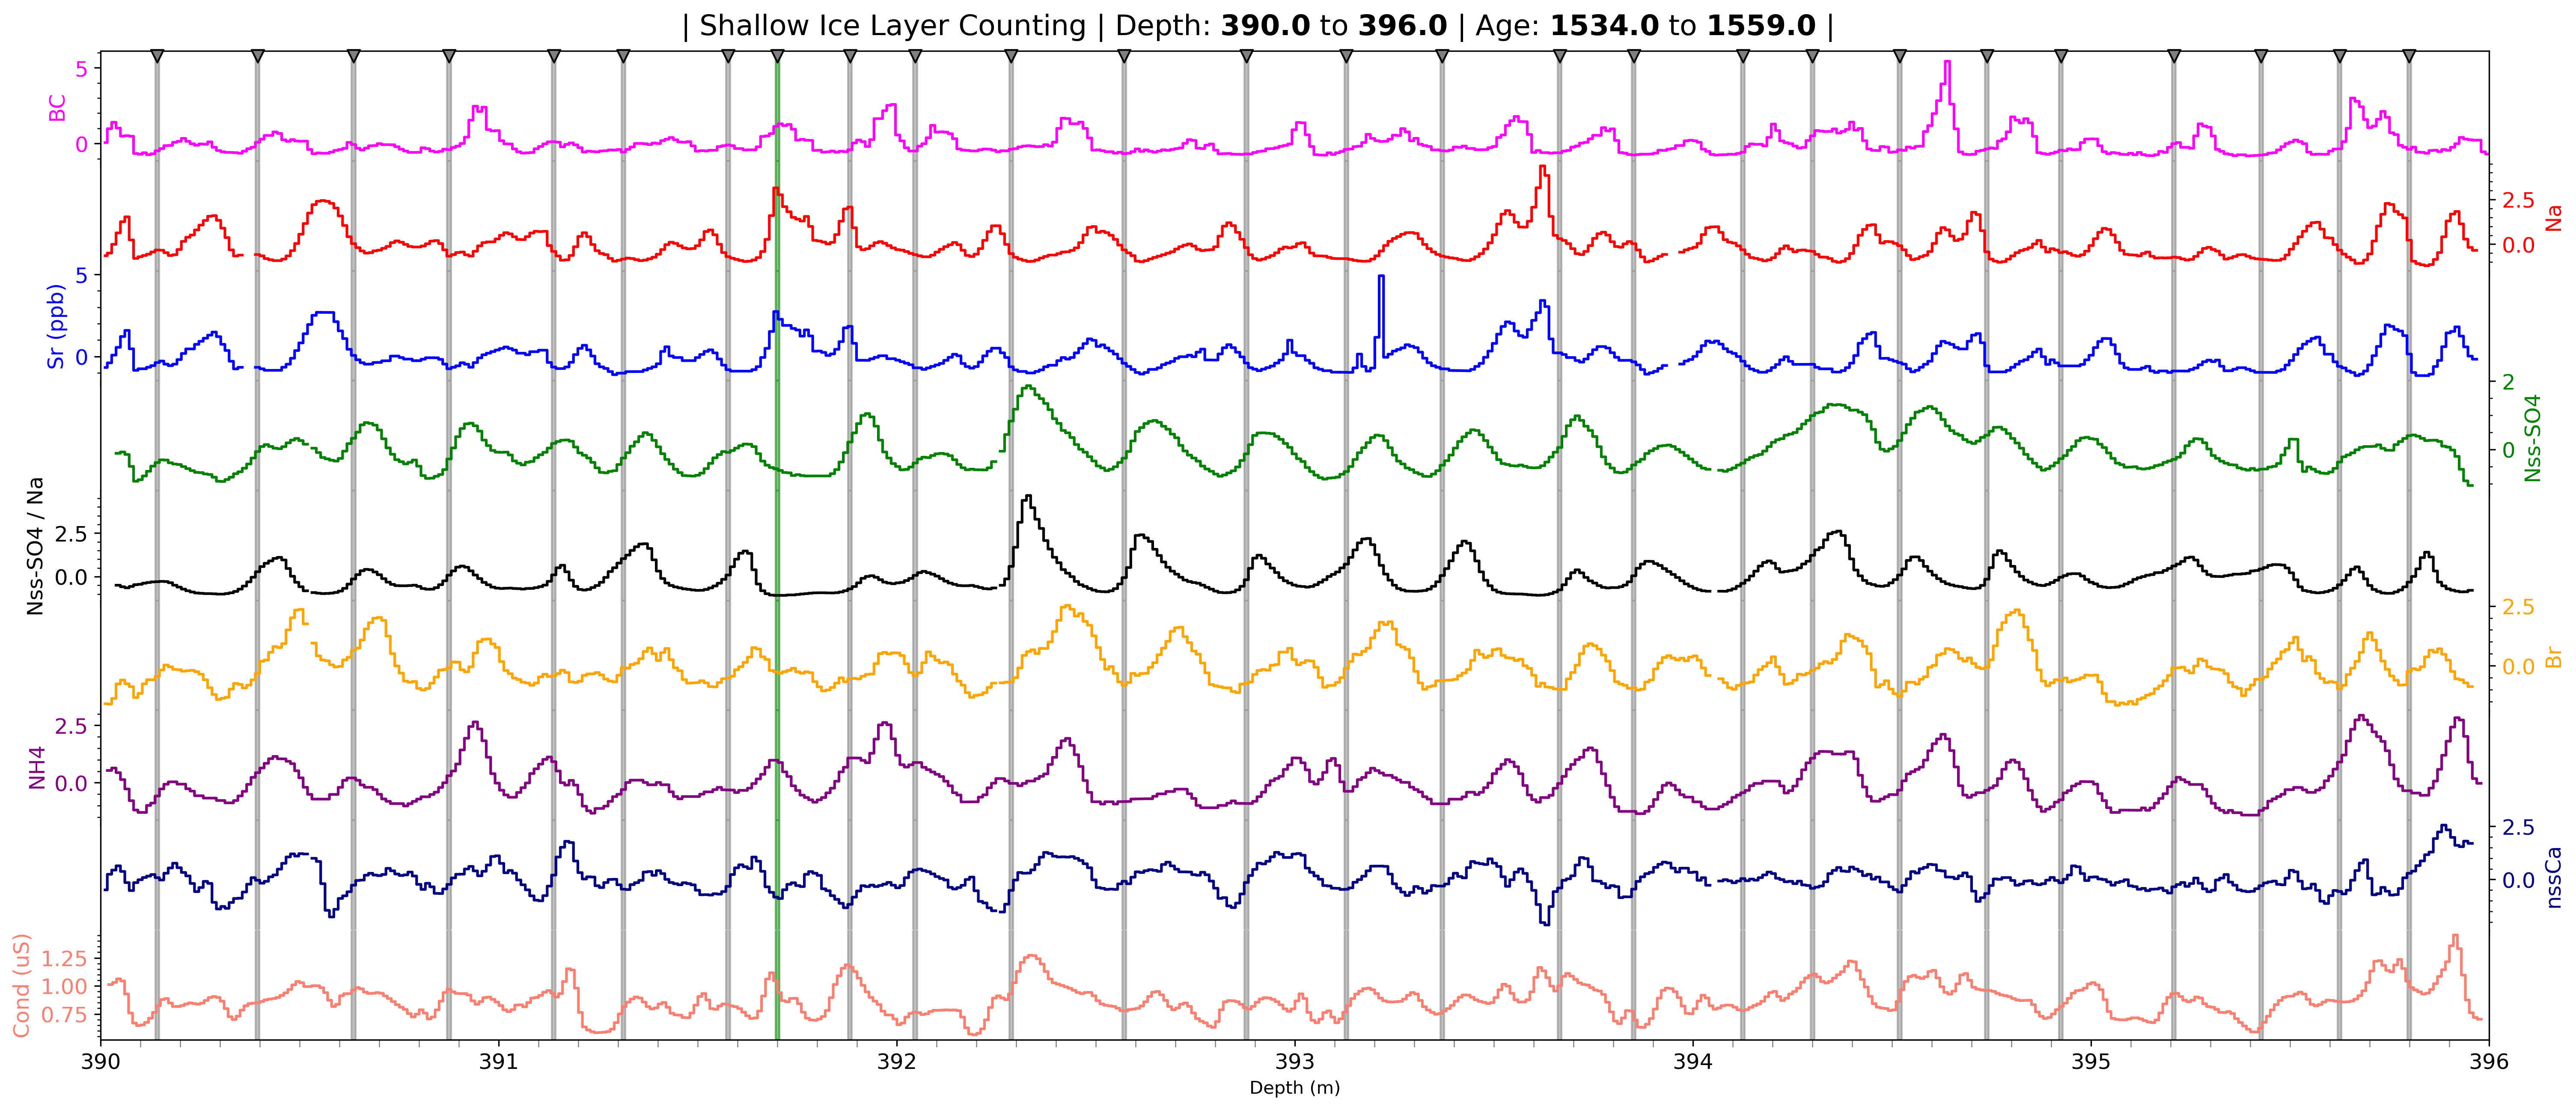 | Shallow Ice Layer Counting | Depth: 390.0 to 396.0 | Age: 1534.0 to 1559.0 |
BC
5
0
Na
2.5
0.0
Sr (ppb)
5
0
Nss-SO4
2
0
Nss-SO4 / Na
2.5
0.0
Br
2.5
0.0
NH4
2.5
0.0
nssCa
2.5
0.0
Cond (uS)
1.25
1.00
0.75
390 391 392 393 394 395 396
Depth (m)